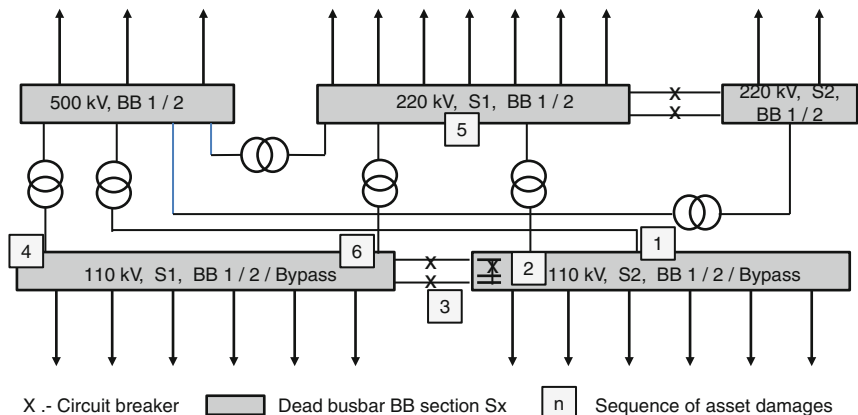 500 kV, BB 1 / 2
220 kV, S1, BB 1 / 2
X
X
220 kV, S2,
BB 1 / 2
5
4
6
1
110 kV, S1, BB 1 / 2 / Bypass
X
X
X
2
110 kV, S2, BB 1 / 2 / Bypass
3
X .- Circuit breaker
Dead busbar BB section Sx
n
Sequence of asset damages